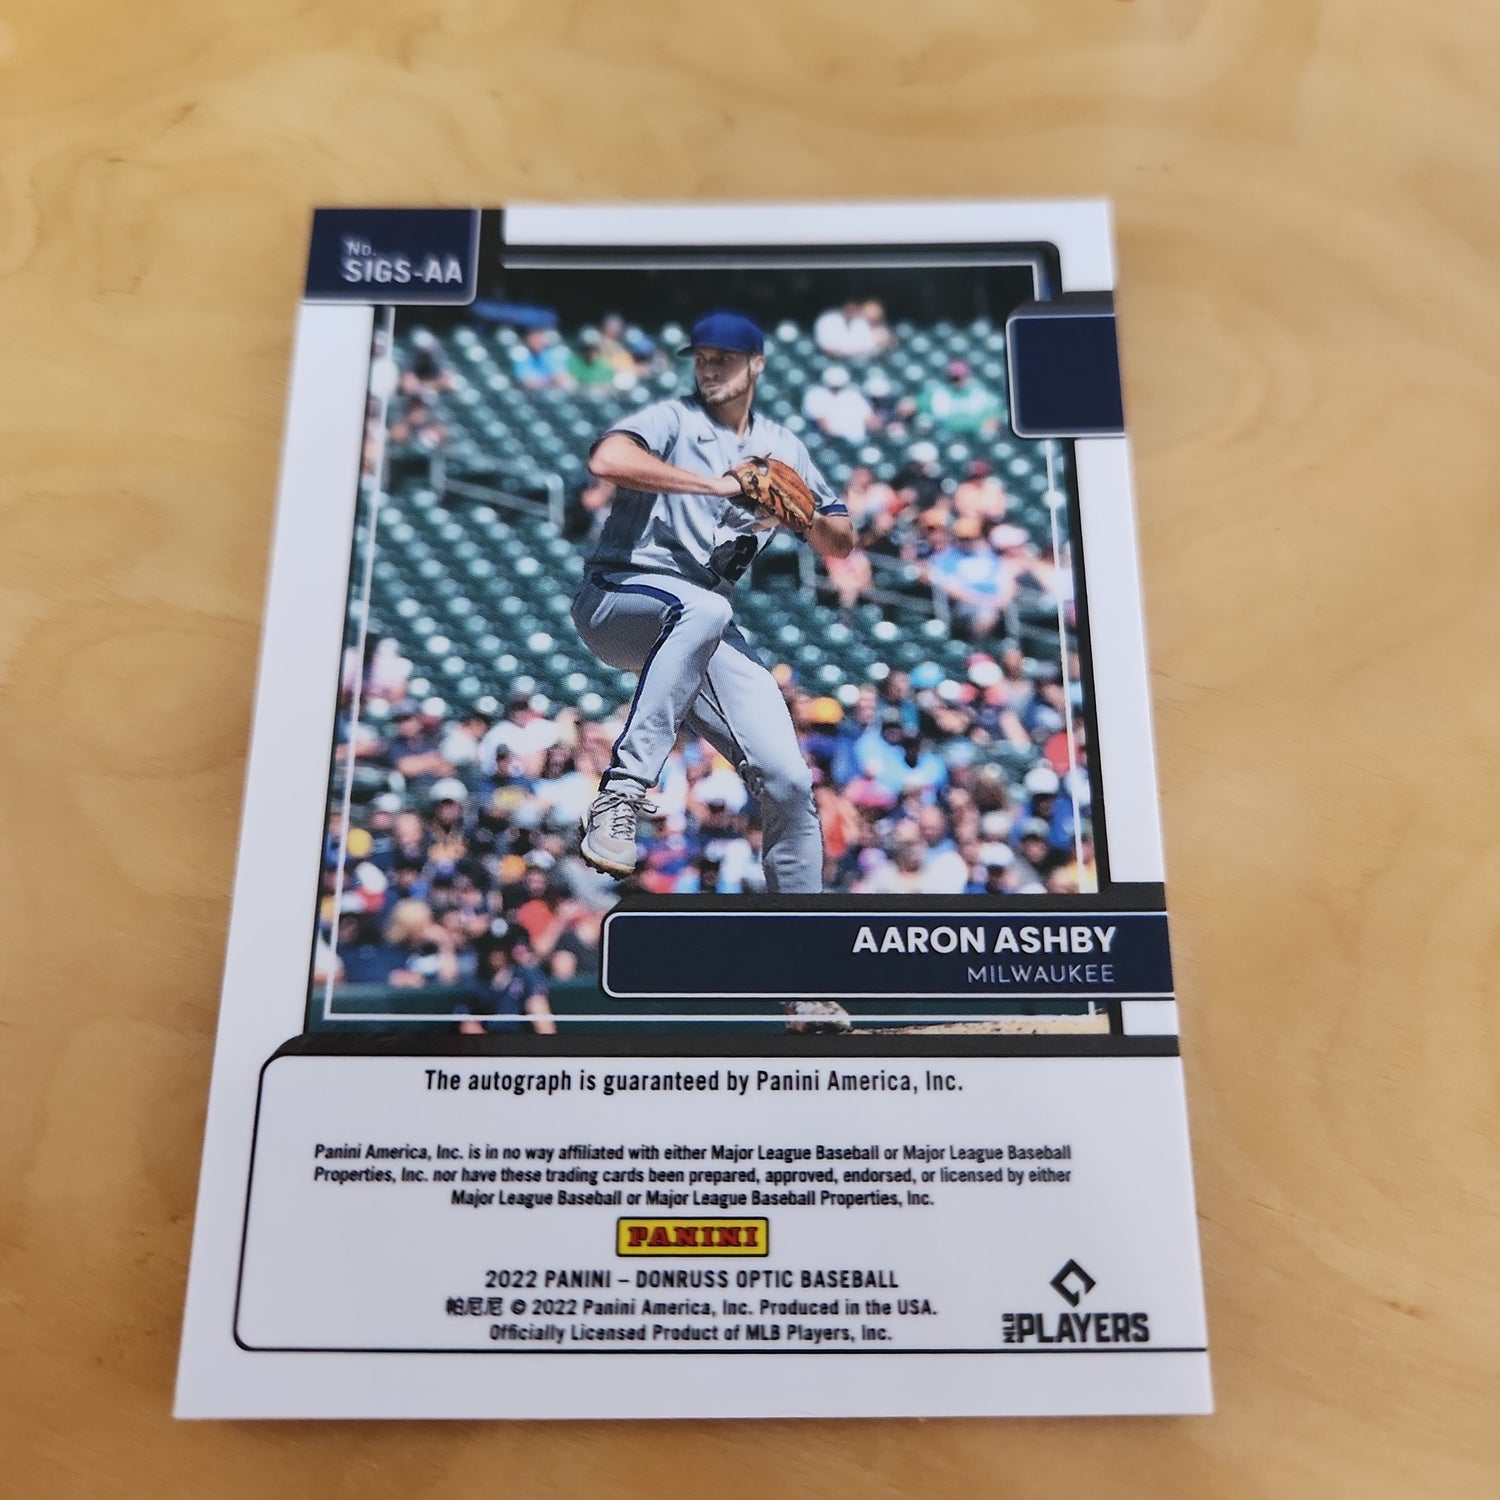 No.
SIGS-AA
AARON ASHBY
MILWAUKEE
The autograph is guaranteed by Panini America, Inc.
Panini America, Inc. is in no way affiliated with either Major League Baseball or Major League Baseball
Properties, Inc. nor have these trading cards been prepared, approved, endorsed, or licensed by either
Major League Baseball or Major League Baseball Properties, Inc.
PANINI
2022 PANINI – DONRUSS OPTIC BASEBALL
帕尼尼 © 2022 Panini America, Inc. Produced in the USA.
Officially Licensed Product of MLB Players, Inc.
MLB PLAYERS